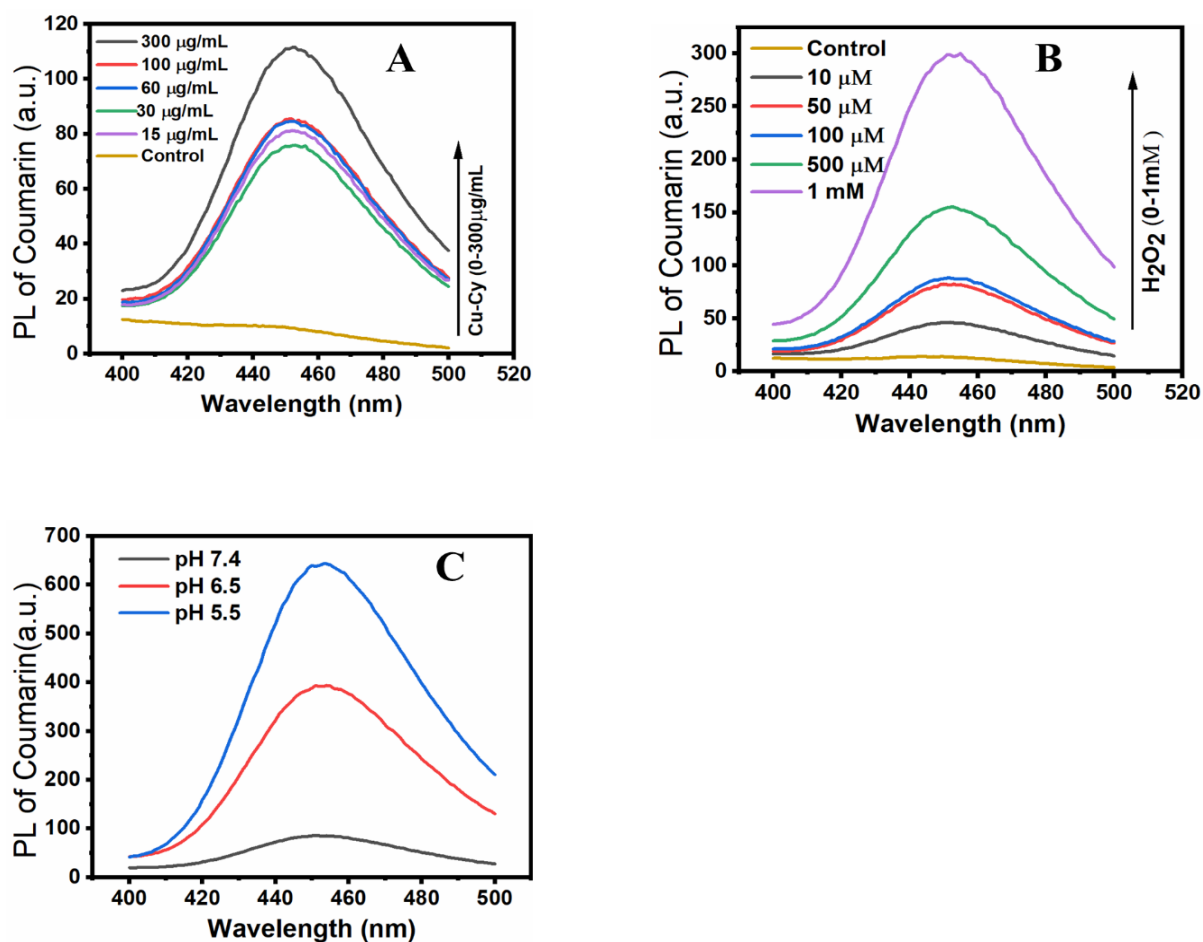 A
300 μg/mL
100 μg/mL
60 μg/mL
30 μg/mL
15 μg/mL
Control
PL of Coumarin (a.u.)
120
100
80
60
40
20
0
400 420 440 460 480 500 520
Wavelength (nm)
Cu-Cy (0-300μg/mL
B
Control
10 μM
50 μM
100 μM
500 μM
1 mM
PL of Coumarin (a.u.)
300
250
200
150
100
50
0
400 420 440 460 480 500 520
Wavelength (nm)
H₂O₂ (0-1mM)
C
pH 7.4
pH 6.5
pH 5.5
PL of Coumarin(a.u.)
700
600
500
400
300
200
100
0
400 420 440 460 480 500
Wavelength (nm)